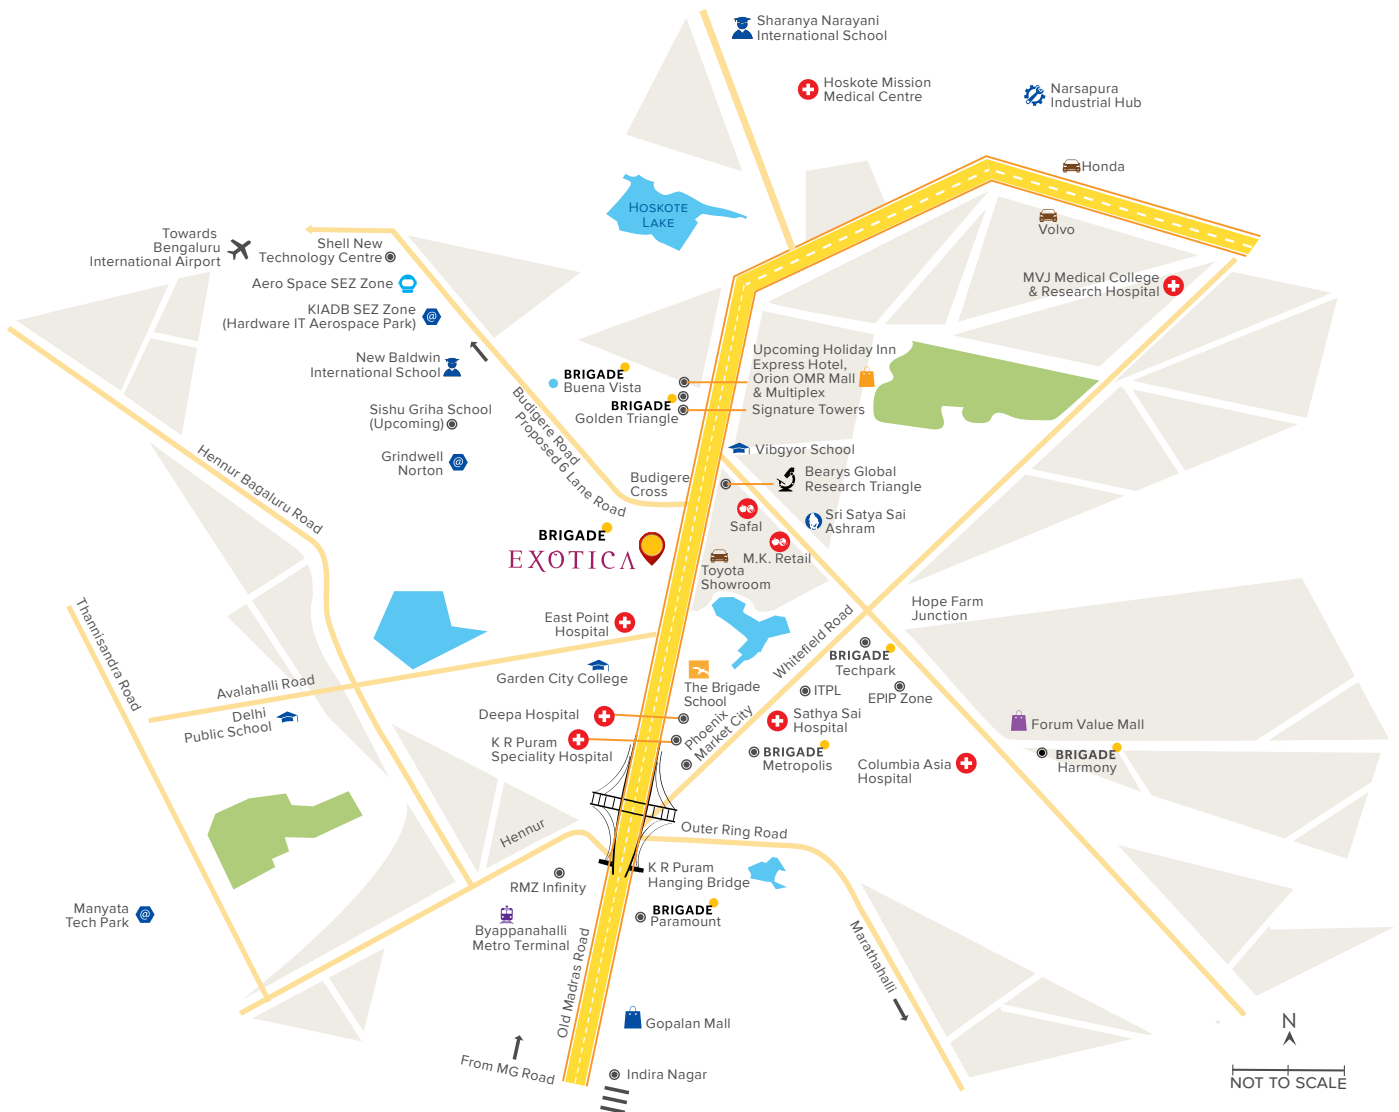 Sharanya Narayani
International School
Hoskote Mission
Medical Centre
Narsapura
Industrial Hub
Honda
Volvo
HOSKOTE
LAKE
MVJ Medical College
& Research Hospital
Towards
Bengaluru
International Airport
Shell New
Technology Centre
Aero Space SEZ Zone
KIADB SEZ Zone
(Hardware IT Aerospace Park)
@
New Baldwin
International School
Sishu Griha School
(Upcoming)
Grindwell
Norton
@
BRIGADE
Buena Vista
BRIGADE
Golden Triangle
Upcoming Holiday Inn
Express Hotel,
Orion OMR Mall
& Multiplex
Signature Towers
Vibgyor School
Bearys Global
Research Triangle
Budigere Road
Proposed 6 Lane Road
Budigere
Cross
Hennur Bagaluru Road
Safal
Sri Satya Sai
Ashram
M.K. Retail
BRIGADE
EXOTICA
Toyota
Showroom
Hope Farm
Junction
East Point
Hospital
Whitefield Road
Thannisandra Road
Avalahalli Road
Garden City College
The Brigade
School
BRIGADE
Techpark
ITPL
EPIP Zone
Delhi
Public School
Deepa Hospital
K R Puram
Speciality Hospital
Phoenix
Market City
Sathya Sai
Hospital
BRIGADE
Metropolis
Columbia Asia
Hospital
Forum Value Mall
BRIGADE
Harmony
Hennur
Outer Ring Road
K R Puram
Hanging Bridge
RMZ Infinity
BRIGADE
Paramount
Byappanahalli
Metro Terminal
Manyata
Tech Park
@
Marathahalli
Old Madras Road
Gopalan Mall
From MG Road
Indira Nagar
N
NOT TO SCALE